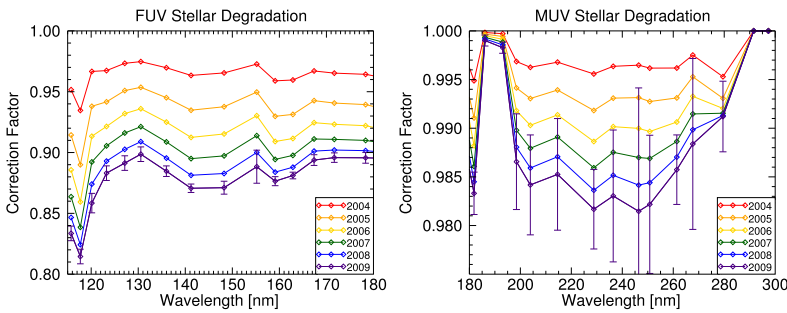 FUV Stellar Degradation
1.00
0.95
0.90
0.85
0.80
Correction Factor
120 130 140 150 160 170 180
Wavelength [nm]
2004
2005
2006
2007
2008
2009
MUV Stellar Degradation
1.000
0.995
0.990
0.985
0.980
Correction Factor
180 200 220 240 260 280 300
Wavelength [nm]
2004
2005
2006
2007
2008
2009